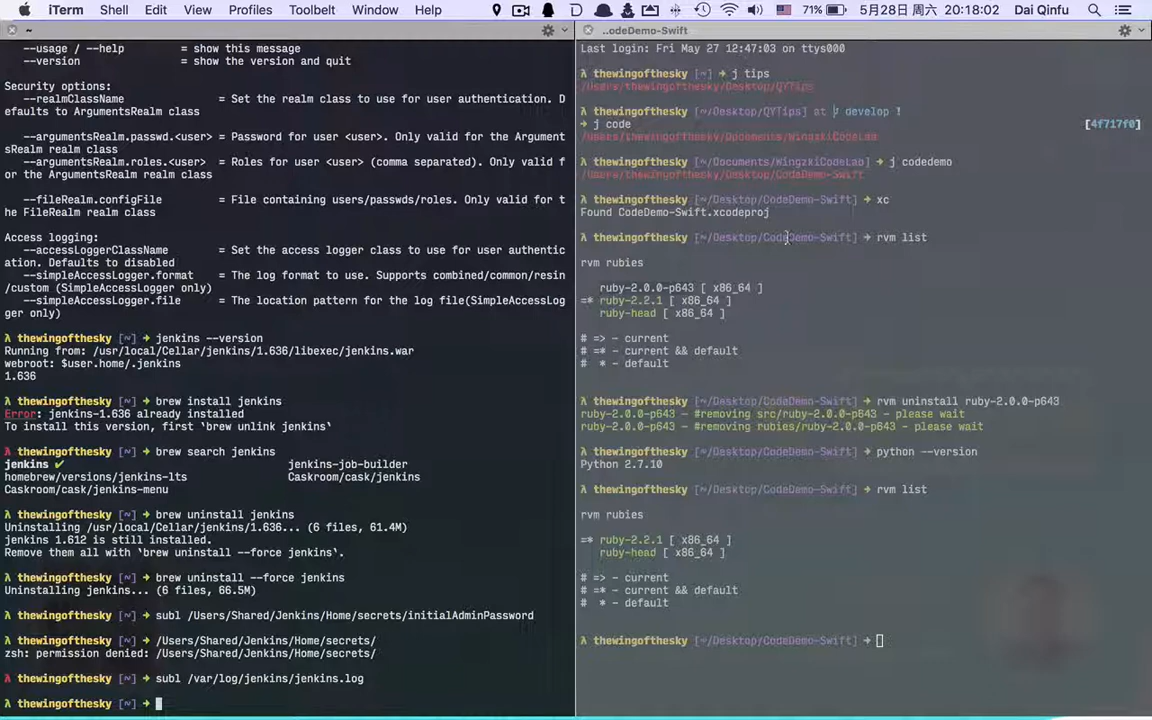 iTerm Shell Edit View Profiles Toolbelt Window Help 71% 5月28日 周六 20:18:02 Dai Qinfu
~
--usage / --help = show this message
--version = show the version and quit
Security options:
--realmClassName = Set the realm class to use for user authentication. D
efaults to ArgumentsRealm class
--argumentsRealm.passwd.<user> = Password for user <user>. Only valid for the Argument
sRealm realm class
--argumentsRealm.roles.<user> = Roles for user <user> (comma separated). Only valid fo
r the ArgumentsRealm realm class
--fileRealm.configFile = File containing users/passwds/roles. Only valid for t
he FileRealm realm class
Access logging:
--accessLoggerClassName = Set the access logger class to use for user authentic
ation. Defaults to disabled
--simpleAccessLogger.format = The log format to use. Supports combined/common/resin
/custom (SimpleAccessLogger only)
--simpleAccessLogger.file = The location pattern for the log file(SimpleAccessLog
ger only)
λ thewingofthesky [~] → jenkins --version
Running from: /usr/local/Cellar/jenkins/1.636/libexec/jenkins.war
webroot: $user.home/.jenkins
1.636
λ thewingofthesky [~] → brew install jenkins
Error: jenkins-1.636 already installed
To install this version, first `brew unlink jenkins'
λ thewingofthesky [~] → brew search jenkins
jenkins ✓ jenkins-job-builder
homebrew/versions/jenkins-lts Caskroom/cask/jenkins
Caskroom/cask/jenkins-menu
λ thewingofthesky [~] → brew uninstall jenkins
Uninstalling /usr/local/Cellar/jenkins/1.636... (6 files, 61.4M)
jenkins 1.612 is still installed.
Remove them all with `brew uninstall --force jenkins`.
λ thewingofthesky [~] → brew uninstall --force jenkins
Uninstalling jenkins... (6 files, 66.5M)
λ thewingofthesky [~] → subl /Users/Shared/Jenkins/Home/secrets/initialAdminPassword
λ thewingofthesky [~] → /Users/Shared/Jenkins/Home/secrets/
zsh: permission denied: /Users/Shared/Jenkins/Home/secrets/
λ thewingofthesky [~] → subl /var/log/jenkins/jenkins.log
λ thewingofthesky [~] →
..odeDemo-Swift
Last login: Fri May 27 12:47:03 on ttys000
λ thewingofthesky [~] → j tips
/Users/thewingofthesky/Desktop/QYTips
λ thewingofthesky [~/Desktop/QYTips] at develop !
→ j code [4f717f0]
/Users/thewingofthesky/Documents/WingzkiCodeLab
λ thewingofthesky [~/Documents/WingzkiCodeLab] → j codedemo
/Users/thewingofthesky/Desktop/CodeDemo-Swift
λ thewingofthesky [~/Desktop/CodeDemo-Swift] → xc
Found CodeDemo-Swift.xcodeproj
λ thewingofthesky [~/Desktop/CodeDemo-Swift] → rvm list
rvm rubies
ruby-2.0.0-p643 [ x86_64 ]
=* ruby-2.2.1 [ x86_64 ]
ruby-head [ x86_64 ]
# => - current
# =* - current && default
# * - default
λ thewingofthesky [~/Desktop/CodeDemo-Swift] → rvm uninstall ruby-2.0.0-p643
ruby-2.0.0-p643 - #removing src/ruby-2.0.0-p643 - please wait
ruby-2.0.0-p643 - #removing rubies/ruby-2.0.0-p643 - please wait
λ thewingofthesky [~/Desktop/CodeDemo-Swift] → python --version
Python 2.7.10
λ thewingofthesky [~/Desktop/CodeDemo-Swift] → rvm list
rvm rubies
=* ruby-2.2.1 [ x86_64 ]
ruby-head [ x86_64 ]
# => - current
# =* - current && default
# * - default
λ thewingofthesky [~/Desktop/CodeDemo-Swift] →